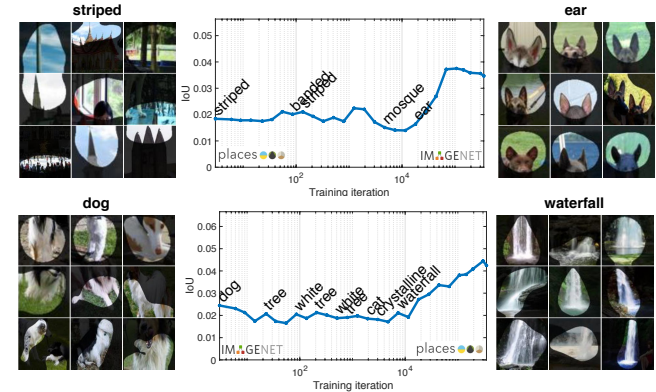 striped
ear
0.05
0.04
0.03
0.02
0.01
0
IoU
striped
banded
striped
mosque
ear
places
IMAGENET
10^2
10^4
Training iteration
dog
waterfall
0.06
0.05
0.04
0.03
0.02
0.01
0
IoU
dog
tree
white
tree
white
tree
cat
crystalline
waterfall
IMAGENET
places
10^2
10^4
Training iteration